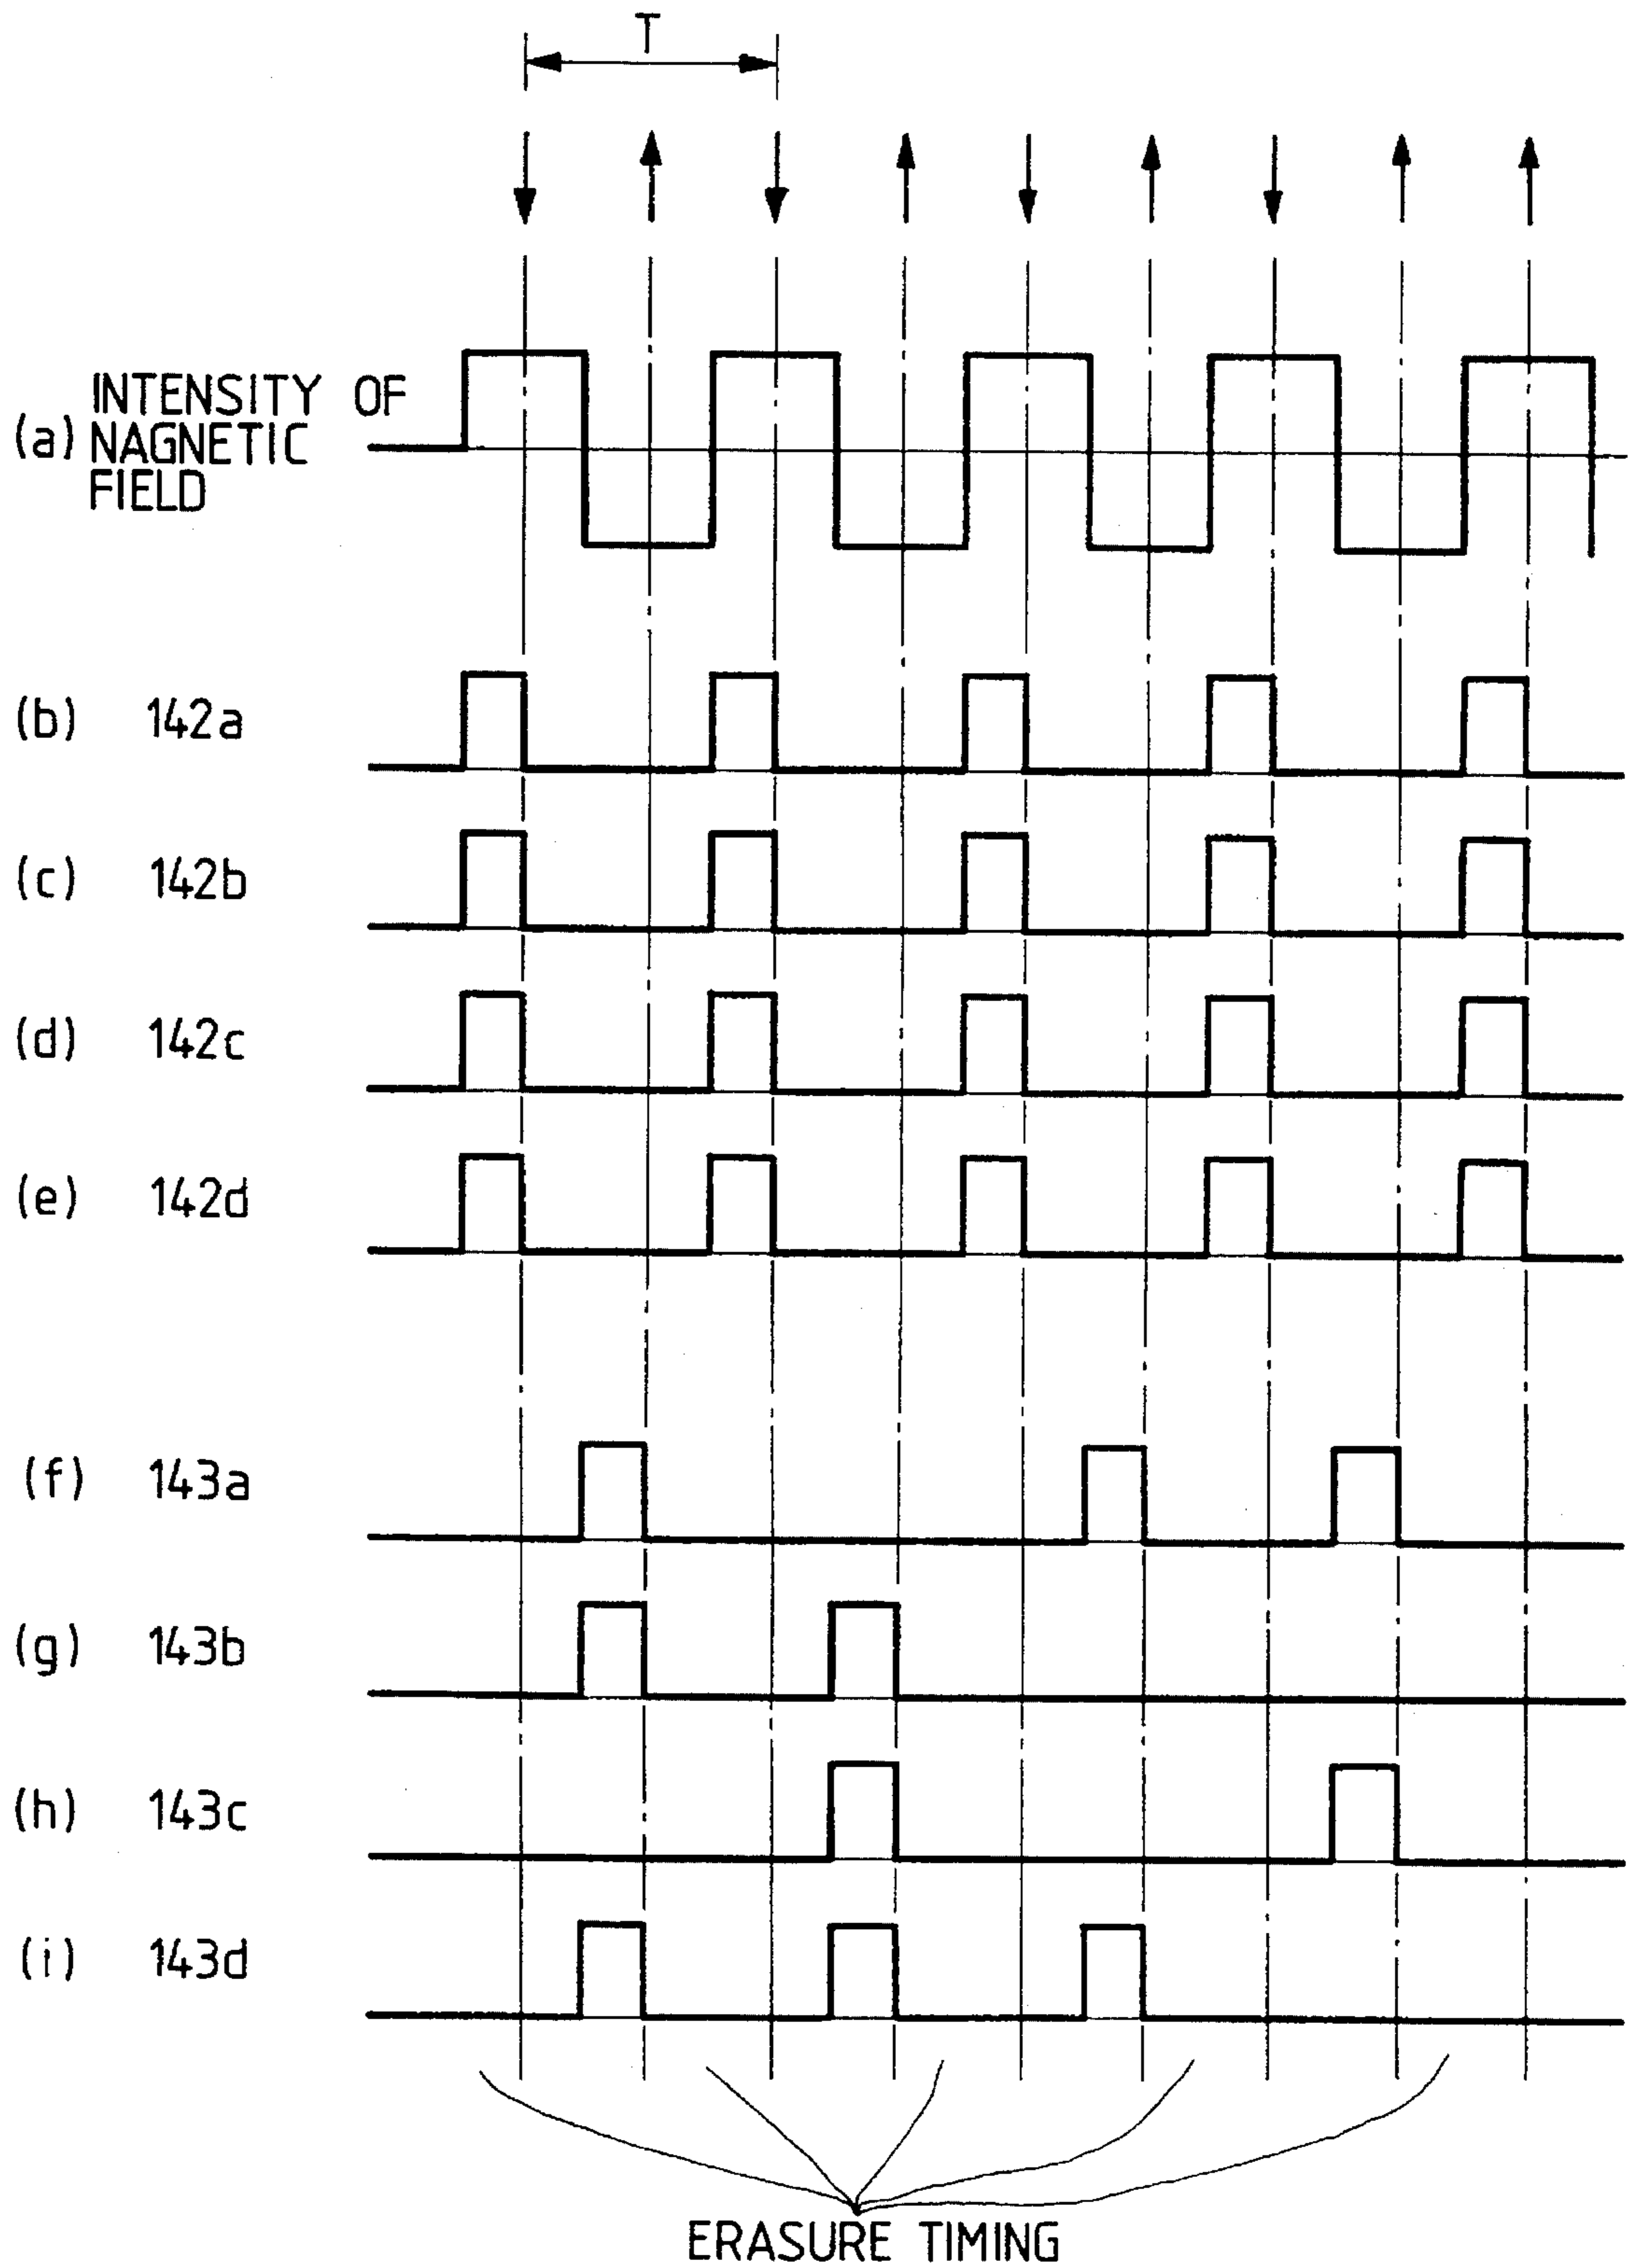 T
INTENSITY OF
(a) NAGNETIC
FIELD
(b) 142a
(c) 142b
(d) 142c
(e) 142d
(f) 143a
(g) 143b
(h) 143c
(i) 143d
ERASURE TIMING